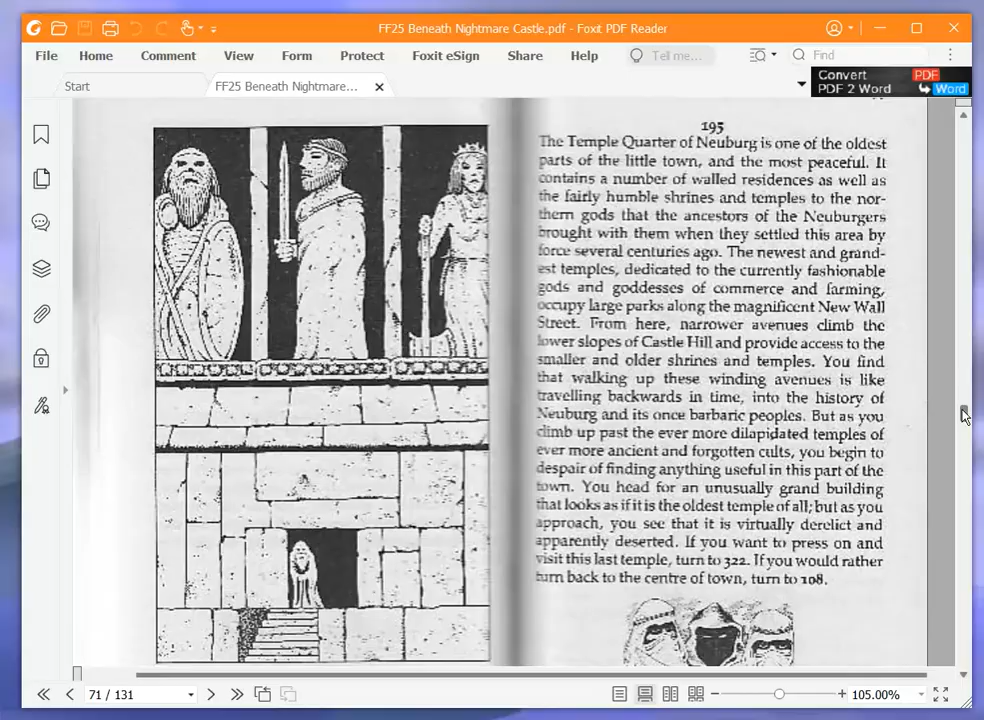 FF25 Beneath Nightmare Castle.pdf - Foxit PDF Reader
File Home Comment View Form Protect Foxit eSign Share Help Tell me... Find
Start FF25 Beneath Nightmare... Convert PDF
PDF 2 Word Word
195
The Temple Quarter of Neuburg is one of the oldest
parts of the little town, and the most peaceful. It
contains a number of walled residences as well as
the fairly humble shrines and temples to the nor-
thern gods that the ancestors of the Neuburgers
brought with them when they settled this area by
force several centuries ago. The newest and grand-
est temples, dedicated to the currently fashionable
gods and goddesses of commerce and farming,
occupy large parks along the magnificent New Wall
Street. From here, narrower avenues climb the
lower slopes of Castle Hill and provide access to the
smaller and older shrines and temples. You find
that walking up these winding avenues is like
travelling backwards in time, into the history of
Neuburg and its once barbaric peoples. But as you
climb up past the ever more dilapidated temples of
ever more ancient and forgotten cults, you begin to
despair of finding anything useful in this part of the
town. You head for an unusually grand building
that looks as if it is the oldest temple of all; but as you
approach, you see that it is virtually derelict and
apparently deserted. If you want to press on and
visit this last temple, turn to 322. If you would rather
turn back to the centre of town, turn to 108.
71 / 131 105.00%